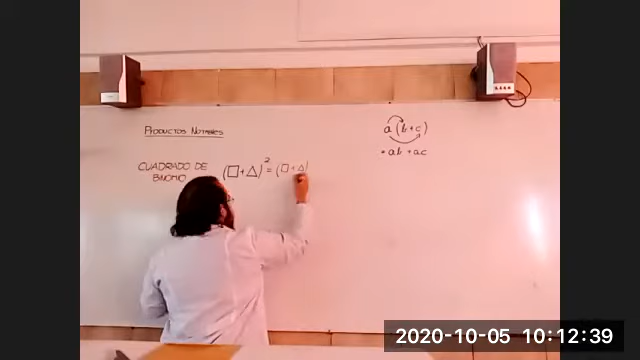 PRODUCTOS NOTABLES
CUADRADO DE
BINOMIO
(□+△)² = (□+△)
a(b+c)
+ab+ac
2020-10-05 10:12:39